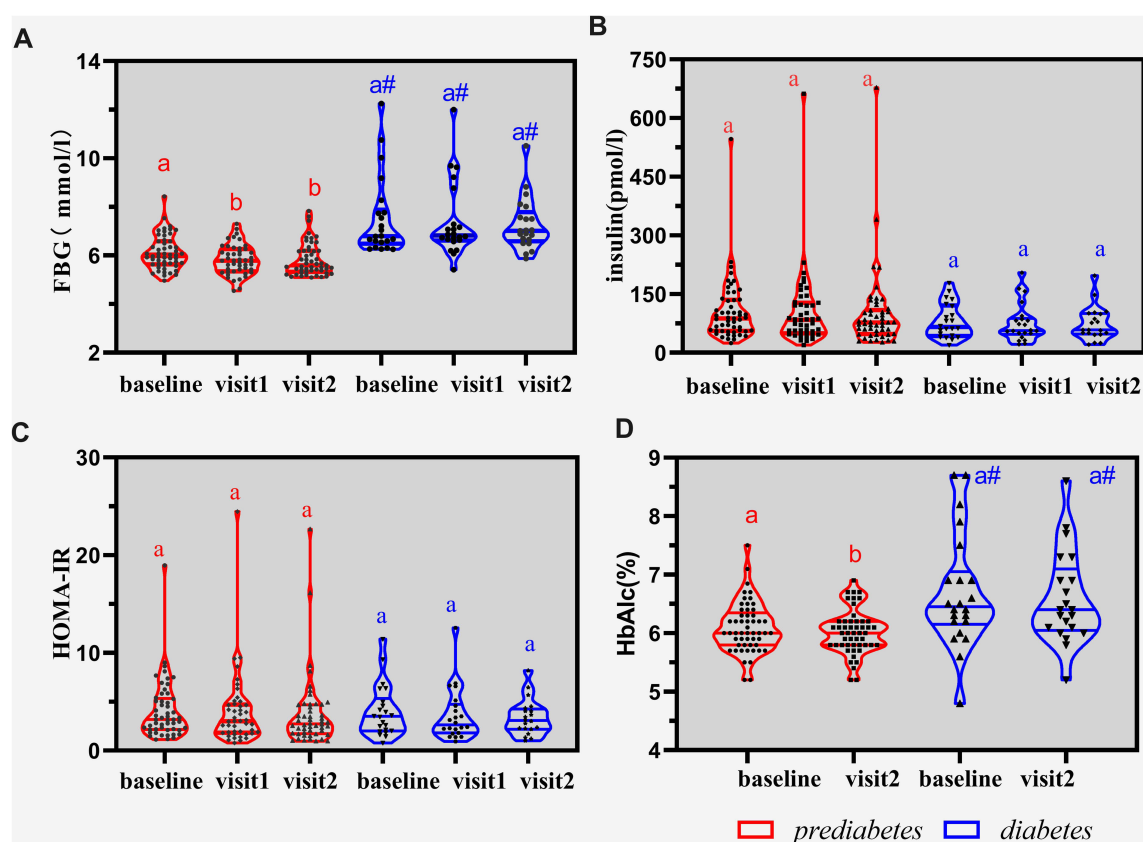 A
FBG ( mmol/l)
14
10
6
2
a
b
b
a#
a#
a#
baseline
visit1
visit2
baseline
visit1
visit2
B
insulin(pmol/l)
750
600
450
300
150
0
a
a
a
a
a
a
baseline
visit1
visit2
baseline
visit1
visit2
C
HOMA-IR
30
20
10
0
a
a
a
a
a
a
baseline
visit1
visit2
baseline
visit1
visit2
D
HbAIc(%)
9
8
7
6
5
4
a
b
a#
a#
baseline
visit2
baseline
visit2
prediabetes
diabetes